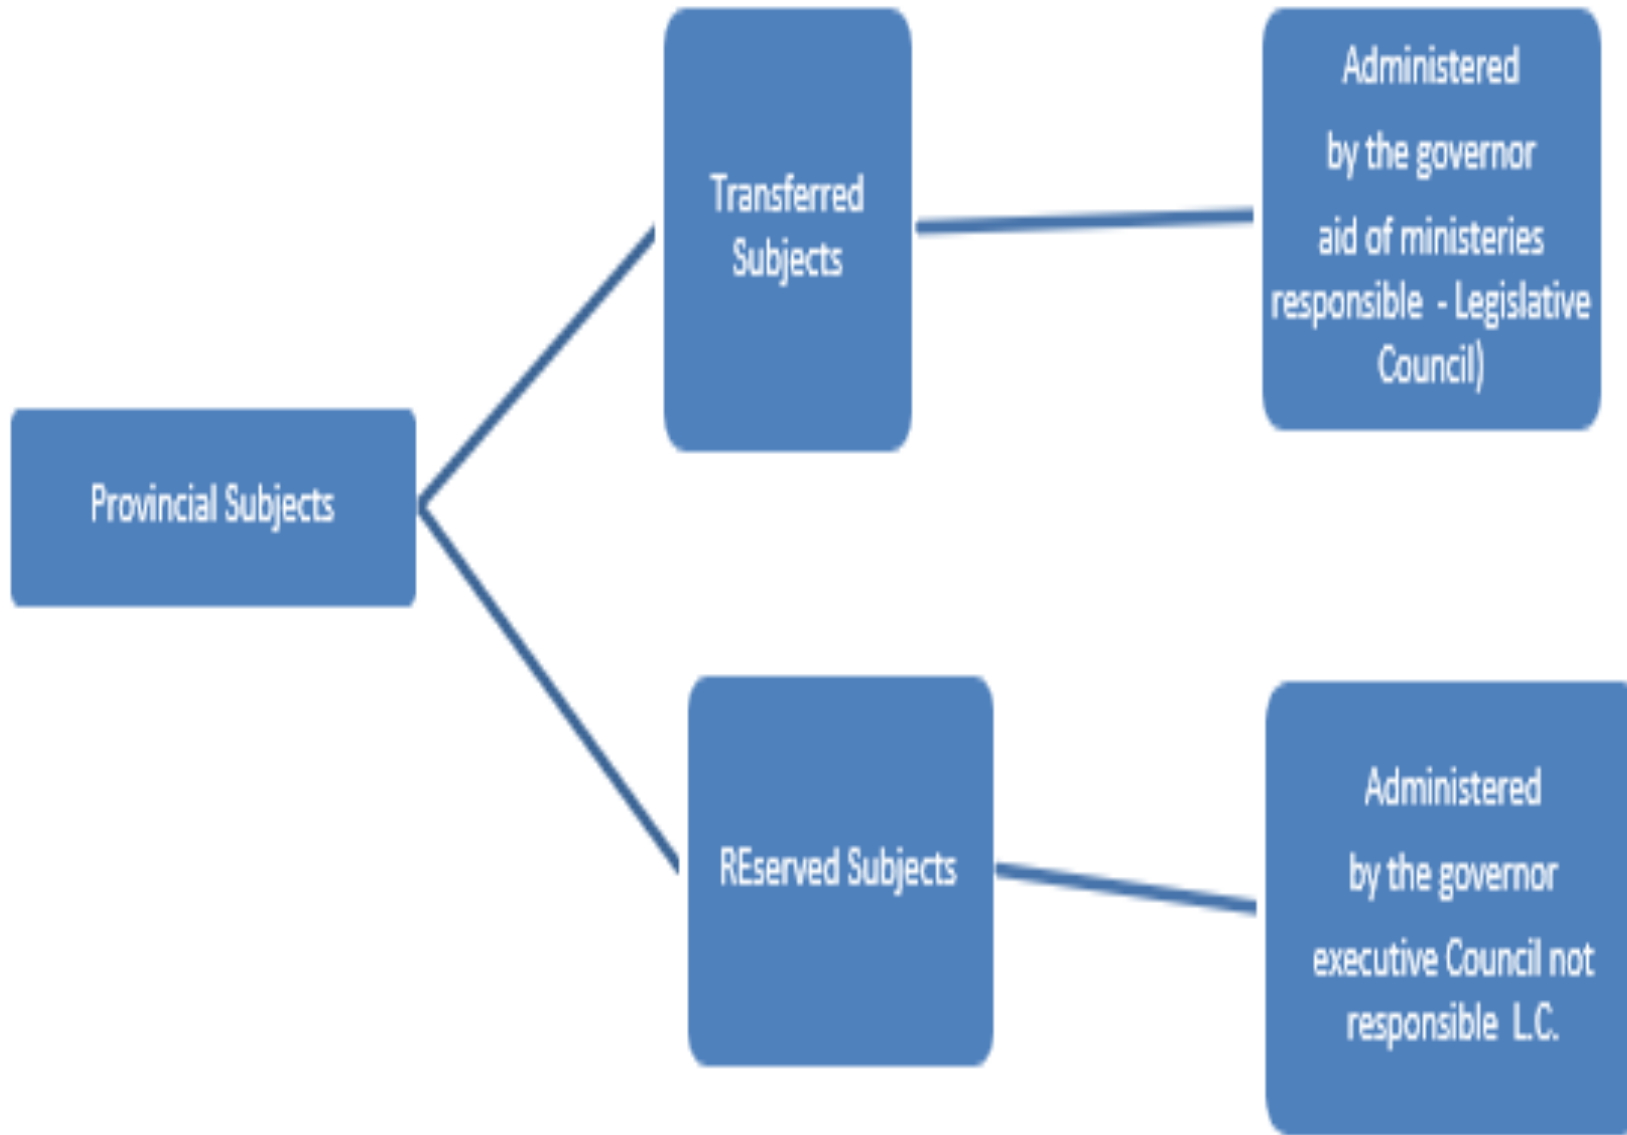 Provincial Subjects
Transferred
Subjects
Administered
by the governor
aid of ministeries
responsible - Legislative
Council)
REserved Subjects
Administered
by the governor
executive Council not
responsible L.C.